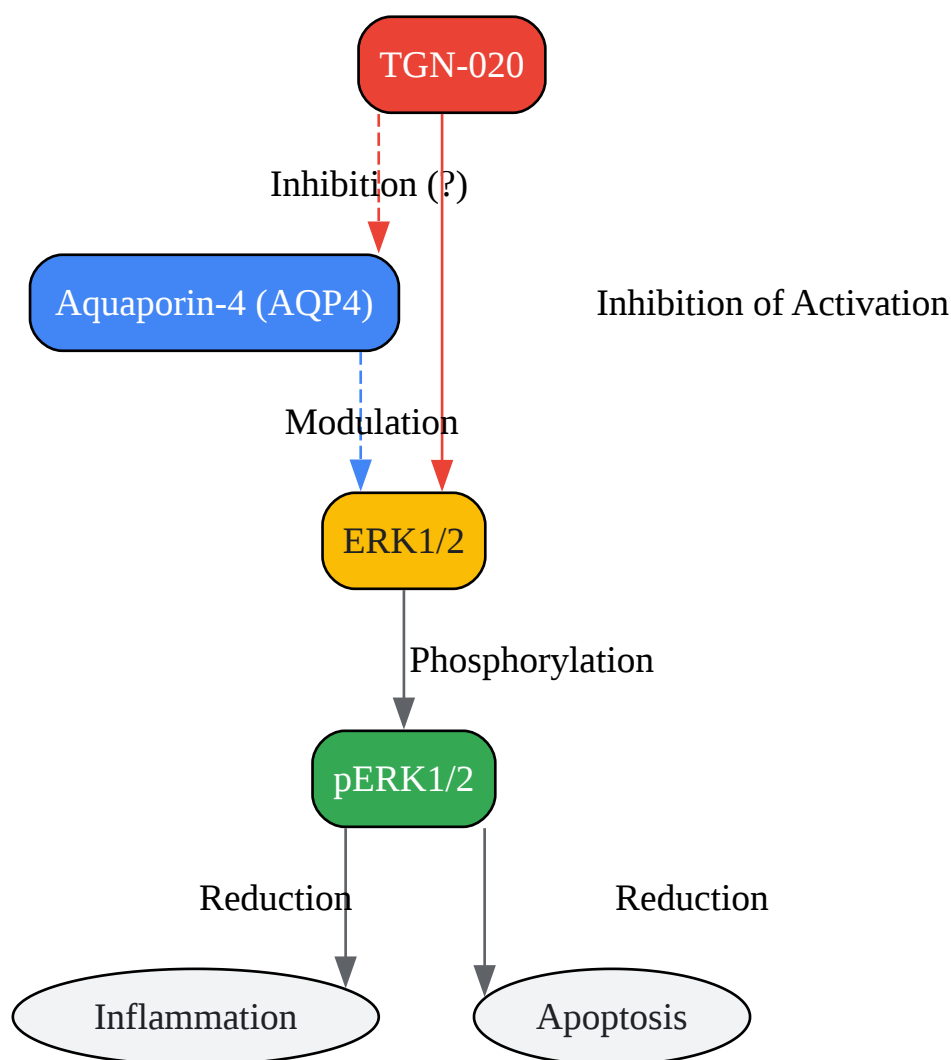 TGN-020
Inhibition (?)
Aquaporin-4 (AQP4)
Inhibition of Activation
Modulation
ERK1/2
Phosphorylation
pERK1/2
Reduction
Reduction
Inflammation
Apoptosis